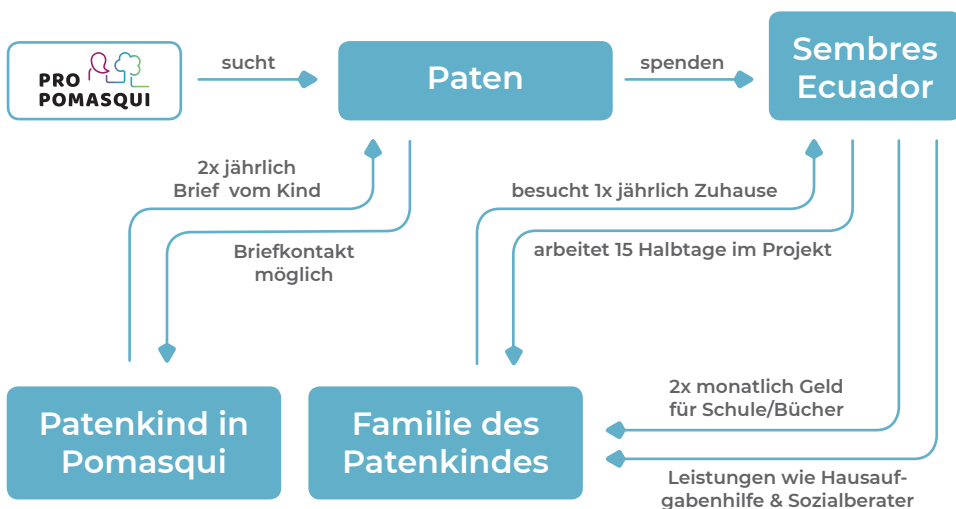 PRO
POMASQUI
sucht
Paten
spenden
Sembres
Ecuador
2x jährlich
Brief vom Kind
besucht 1x jährlich Zuhause
Briefkontakt
möglich
arbeitet 15 Halbtage im Projekt
Patenkind in
Pomasqui
Familie des
Patenkindes
2x monatlich Geld
für Schule/Bücher
Leistungen wie Hausauf-
gabenhilfe & Sozialberater